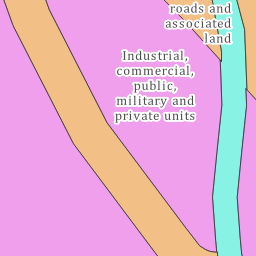 roads and
associated
land
Industrial,
commercial,
public,
military and
private units